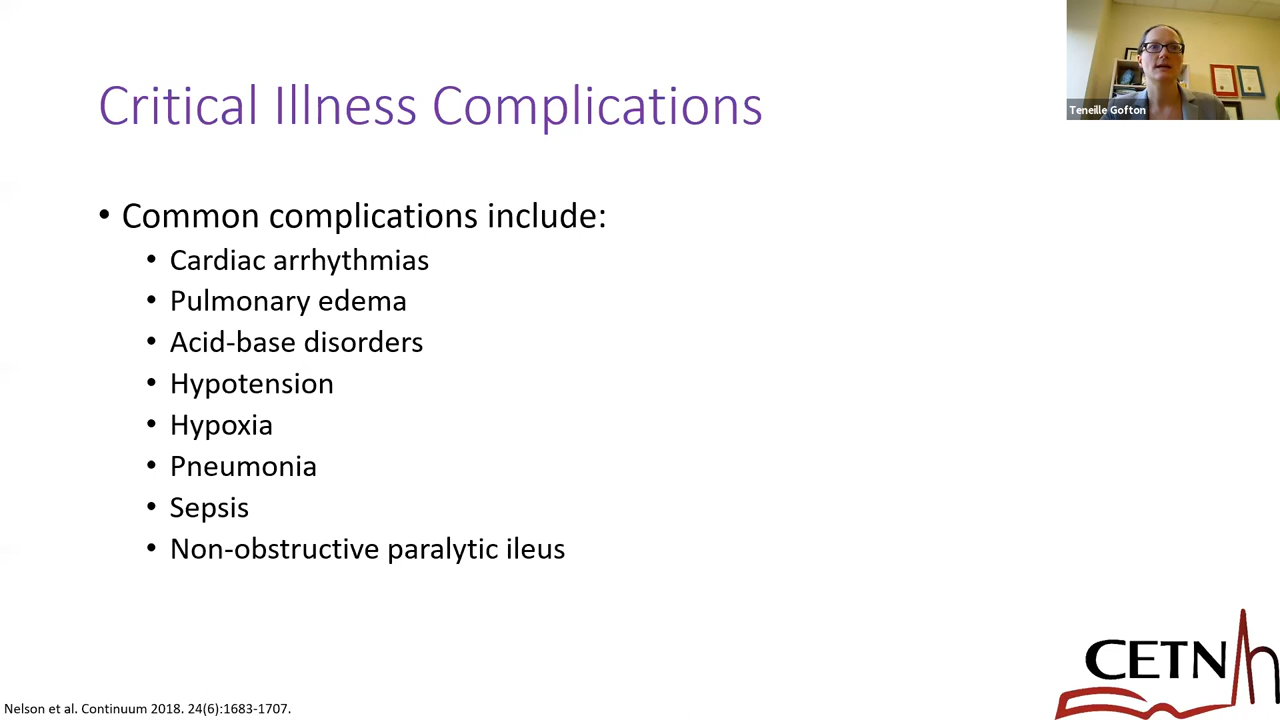 Critical Illness Complications
Teneille Gofton
• Common complications include:
• Cardiac arrhythmias
• Pulmonary edema
• Acid-base disorders
• Hypotension
• Hypoxia
• Pneumonia
• Sepsis
• Non-obstructive paralytic ileus
CETN
Nelson et al. Continuum 2018. 24(6):1683-1707.